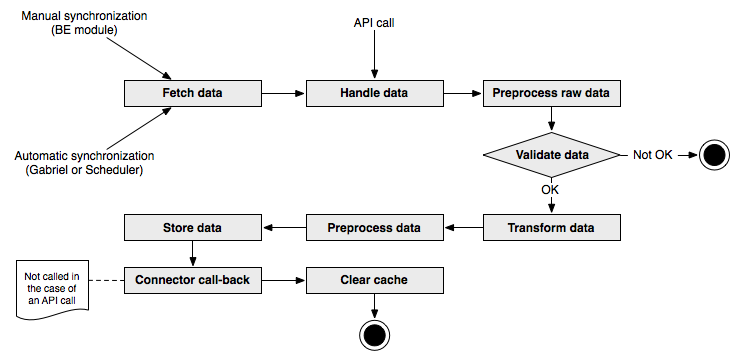 Manual synchronization
(BE module)
API call
Fetch data
Handle data
Preprocess raw data
Automatic synchronization
(Gabriel or Scheduler)
Validate data
Not OK
OK
Store data
Preprocess data
Transform data
Not called in
the case of
an API call
Connector call-back
Clear cache